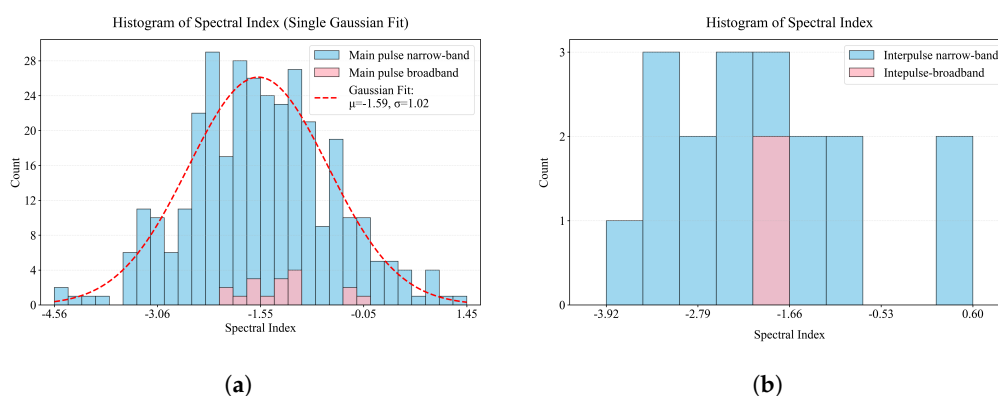 Histogram of Spectral Index (Single Gaussian Fit)
28
24
20
16
12
8
4
0
Count
Main pulse narrow-band
Main pulse broadband
Gaussian Fit:
μ=-1.59, σ=1.02
-4.56
-3.06
-1.55
-0.05
1.45
Spectral Index
(a)
Histogram of Spectral Index
3
2
1
0
Count
Interpulse narrow-band
Intepulse-broadband
-3.92
-2.79
-1.66
-0.53
0.60
Spectral Index
(b)